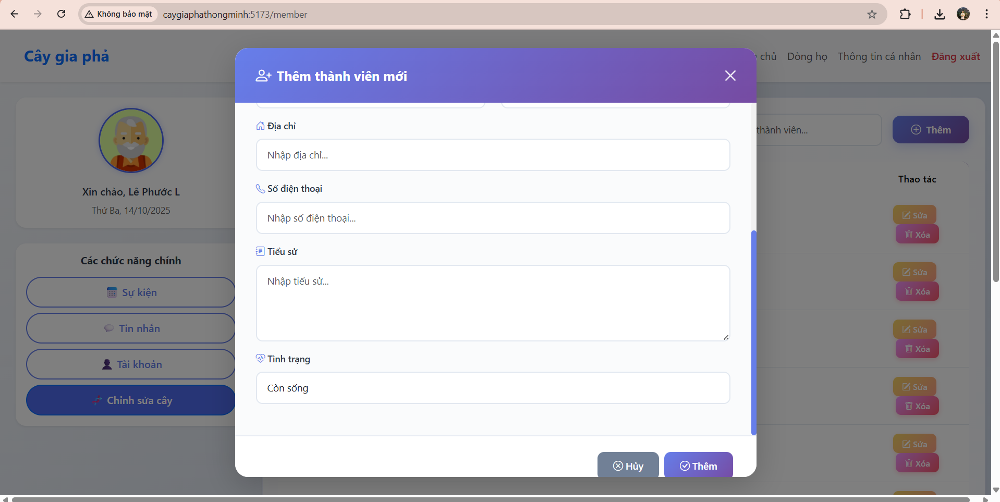 Không bảo mật
caygiaphathongminh:5173/member
Cây gia phả
chủ
Dòng họ
Thông tin cá nhân
Đăng xuất
Thêm thành viên mới
Xin chào, Lê Phước L
Thứ Ba, 14/10/2025
Các chức năng chính
Sự kiện
Tin nhắn
Tài khoản
Chỉnh sửa cây
Địa chỉ
Nhập địa chỉ...
Số điện thoại
Nhập số điện thoại...
Tiểu sử
Nhập tiểu sử...
Tình trạng
Còn sống
Hủy
Thêm
thành viên...
Thêm
Thao tác
Sửa
Xóa
Sửa
Xóa
Sửa
Xóa
Sửa
Xóa
Sửa
Xóa